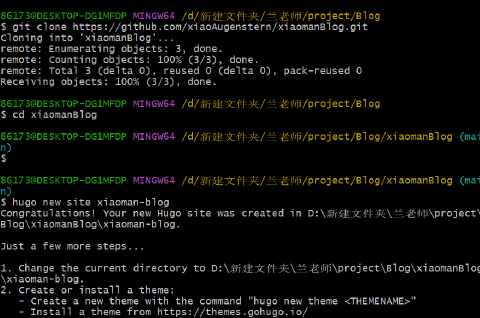 86173@DESKTOP-DG1MFDP MINGW64 /d/新建文件夹/兰老师/project/Blog
$ git clone https://github.com/xiaoAugenstern/xiaomanBlog.git
Cloning into 'xiaomanBlog'...
remote: Enumerating objects: 3, done.
remote: Counting objects: 100% (3/3), done.
remote: Total 3 (delta 0), reused 0 (delta 0), pack-reused 0
Receiving objects: 100% (3/3), done.
86173@DESKTOP-DG1MFDP MINGW64 /d/新建文件夹/兰老师/project/Blog
$ cd xiaomanBlog
86173@DESKTOP-DG1MFDP MINGW64 /d/新建文件夹/兰老师/project/Blog/xiaomanBlog (mai
n)
$
86173@DESKTOP-DG1MFDP MINGW64 /d/新建文件夹/兰老师/project/Blog/xiaomanBlog (mai
n)
$ hugo new site xiaoman-blog
Congratulations! Your new Hugo site was created in D:\新建文件夹\兰老师\project\
Blog\xiaomanBlog\xiaoman-blog.
Just a few more steps...
1. Change the current directory to D:\新建文件夹\兰老师\project\Blog\xiaomanBlog
\xiaoman-blog.
2. Create or install a theme:
- Create a new theme with the command "hugo new theme <THEMENAME>"
- Install a theme from https://themes.gohugo.io/